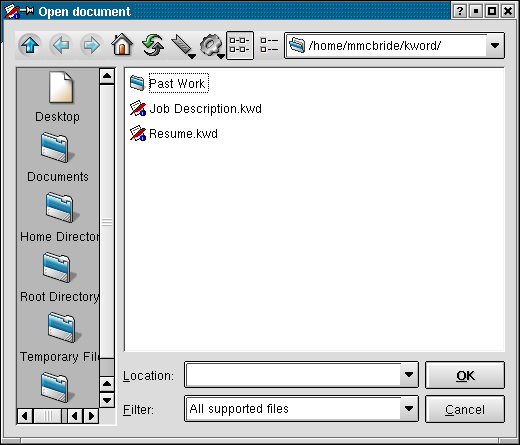 Open document
/home/mmcbride/kword/
Desktop
Documents
Home Director
Root Directory
Temporary File
Past Work
Job Description.kwd
Resume.kwd
Location:
OK
Filter:
All supported files
Cancel